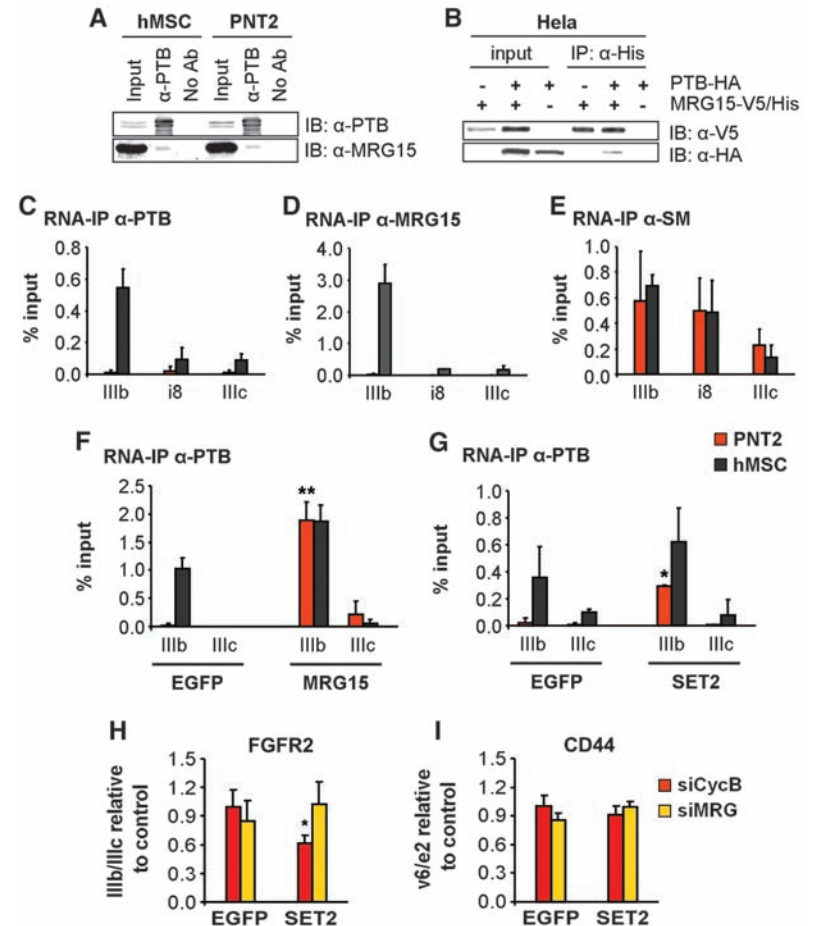 A
hMSC PNT2
Input α-PTB No Ab Input α-PTB No Ab
IB: α-PTB
IB: α-MRG15
B
Hela
input IP: α-His
- + + - + + PTB-HA
+ + - + + - MRG15-V5/His
IB: α-V5
IB: α-HA
C RNA-IP α-PTB
% input
0.8
0.6
0.4
0.2
0.0
IIIb i8 IIIc
D RNA-IP α-MRG15
% input
4.0
3.0
2.0
1.0
0.0
IIIb i8 IIIc
E RNA-IP α-SM
% input
1.0
0.8
0.6
0.4
0.2
0.0
IIIb i8 IIIc
F RNA-IP α-PTB
% input
2.5
2.0
1.5
1.0
0.5
0.0
**
IIIb IIIc IIIb IIIc
EGFP MRG15
G RNA-IP α-PTB
PNT2
hMSC
% input
1.0
0.8
0.6
0.4
0.2
0.0
*
IIIb IIIc IIIb IIIc
EGFP SET2
H FGFR2
IIIb/IIIc relative
to control
1.5
1.2
0.9
0.6
0.3
0.0
*
EGFP SET2
I CD44
v6/e2 relative
to control
1.5
1.2
0.9
0.6
0.3
0.0
EGFP SET2
siCycB
siMRG